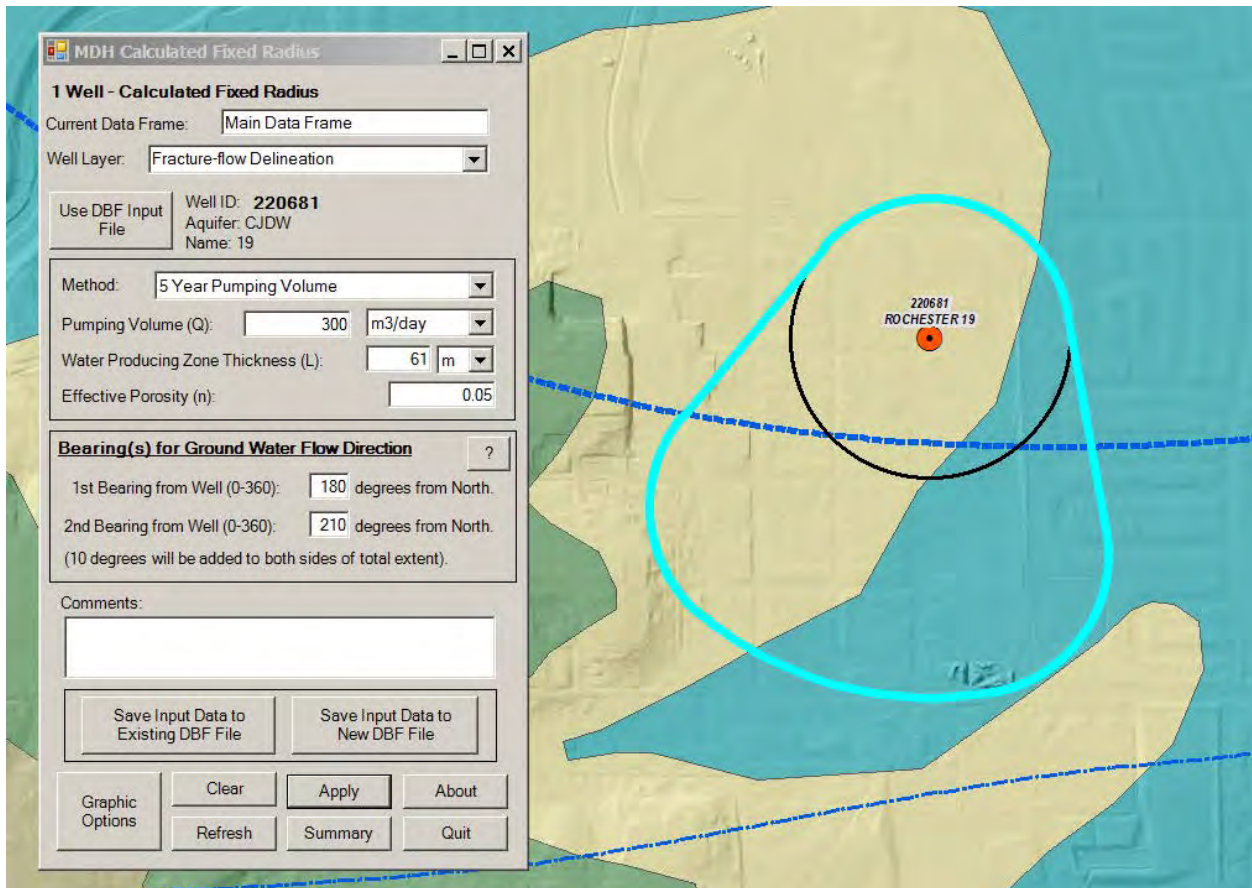 MDH Calculated Fixed Radius
1 Well - Calculated Fixed Radius
Current Data Frame: Main Data Frame
Well Layer: Fracture-flow Delineation
Use DBF Input
File
Well ID: 220681
Aquifer: CJDW
Name: 19
Method: 5 Year Pumping Volume
Pumping Volume (Q): 300 m3/day
Water Producing Zone Thickness (L): 61 m
Effective Porosity (n): 0.05
Bearing(s) for Ground Water Flow Direction ?
1st Bearing from Well (0-360): 180 degrees from North.
2nd Bearing from Well (0-360): 210 degrees from North.
(10 degrees will be added to both sides of total extent).
Comments:
Save Input Data to
Existing DBF File
Save Input Data to
New DBF File
Graphic
Options
Clear
Apply
About
Refresh
Summary
Quit
220681
ROCHESTER 19